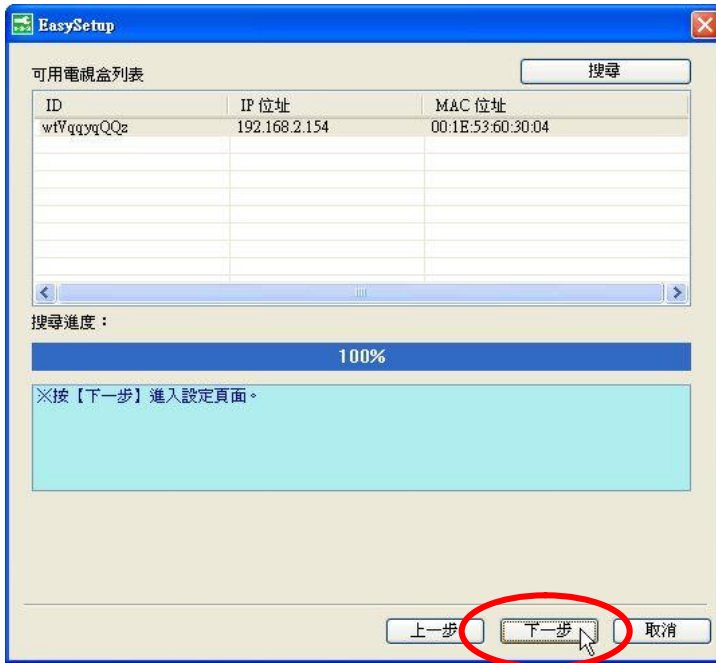 EasySetup
可用電視盒列表 搜尋
ID IP 位址 MAC 位址
wtVqqyqQQz 192.168.2.154 00:1E:53:60:30:04
搜尋進度：
100%
※按【下一步】進入設定頁面。
上一步 下一步 取消